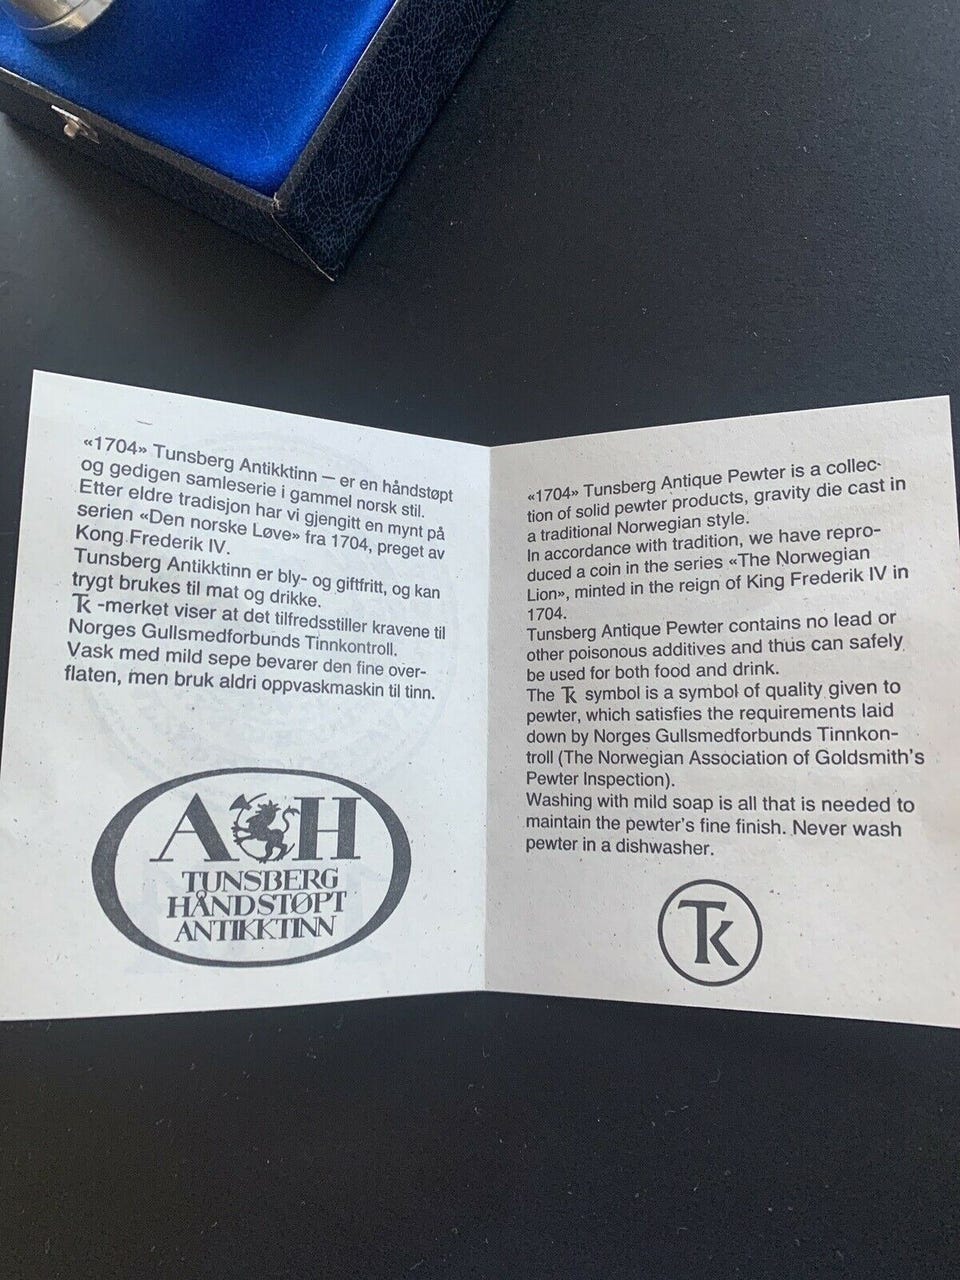 «1704» Tunsberg Antikktinn — er en håndstøpt
og gedigen samleserie i gammel norsk stil.
Etter eldre tradisjon har vi gjengitt en mynt på
serien «Den norske Løve» fra 1704, preget av
Kong Frederik IV.
Tunsberg Antikktinn er bly- og giftfritt, og kan
trygt brukes til mat og drikke.
Tk -merket viser at det tilfredsstiller kravene til
Norges Gullsmedforbunds Tinnkontroll.
Vask med mild sepe bevarer den fine over-
flaten, men bruk aldri oppvaskmaskin til tinn.
A H
TUNSBERG
HÅNDSTØPT
ANTIKKTINN
«1704» Tunsberg Antique Pewter is a collec-
tion of solid pewter products, gravity die cast in
a traditional Norwegian style.
In accordance with tradition, we have repro-
duced a coin in the series «The Norwegian
Lion», minted in the reign of King Frederik IV in
1704.
Tunsberg Antique Pewter contains no lead or
other poisonous additives and thus can safely
be used for both food and drink.
The Tk symbol is a symbol of quality given to
pewter, which satisfies the requirements laid
down by Norges Gullsmedforbunds Tinnkon-
troll (The Norwegian Association of Goldsmith's
Pewter Inspection).
Washing with mild soap is all that is needed to
maintain the pewter's fine finish. Never wash
pewter in a dishwasher.
Tk